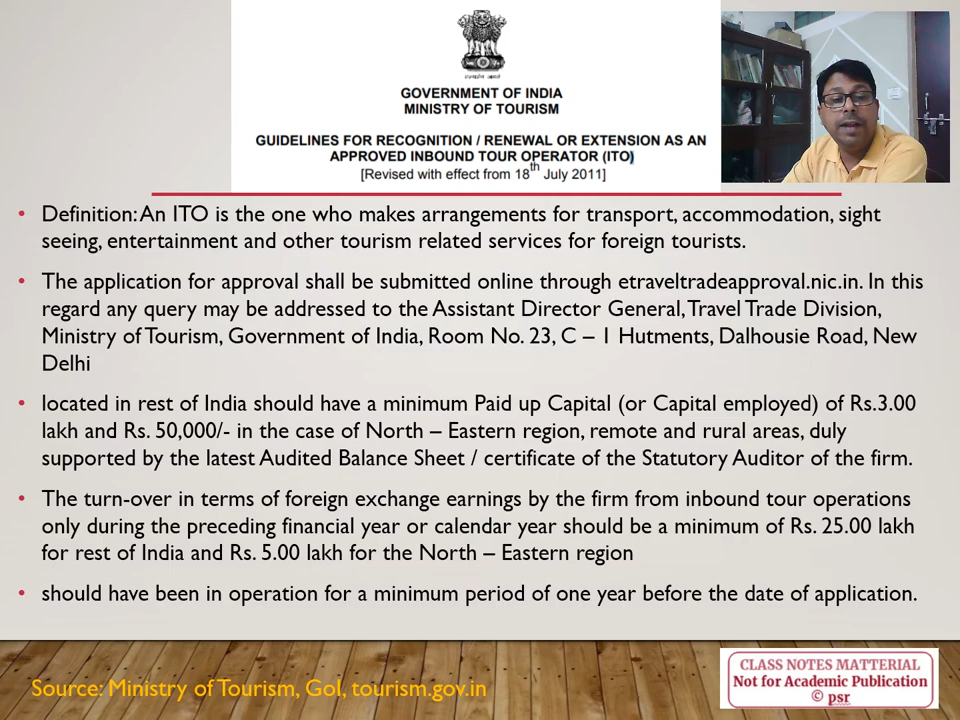 GOVERNMENT OF INDIA
MINISTRY OF TOURISM
GUIDELINES FOR RECOGNITION / RENEWAL OR EXTENSION AS AN
APPROVED INBOUND TOUR OPERATOR (ITO)
[Revised with effect from 18th July 2011]
• Definition: An ITO is the one who makes arrangements for transport, accommodation, sight
seeing, entertainment and other tourism related services for foreign tourists.
• The application for approval shall be submitted online through etraveltradeapproval.nic.in. In this
regard any query may be addressed to the Assistant Director General, Travel Trade Division,
Ministry of Tourism, Government of India, Room No. 23, C – 1 Hutments, Dalhousie Road, New
Delhi
• located in rest of India should have a minimum Paid up Capital (or Capital employed) of Rs.3.00
lakh and Rs. 50,000/- in the case of North – Eastern region, remote and rural areas, duly
supported by the latest Audited Balance Sheet / certificate of the Statutory Auditor of the firm.
• The turn-over in terms of foreign exchange earnings by the firm from inbound tour operations
only during the preceding financial year or calendar year should be a minimum of Rs. 25.00 lakh
for rest of India and Rs. 5.00 lakh for the North – Eastern region
• should have been in operation for a minimum period of one year before the date of application.
Source: Ministry of Tourism, GoI, tourism.gov.in
CLASS NOTES MATTERIAL
Not for Academic Publication
© psr